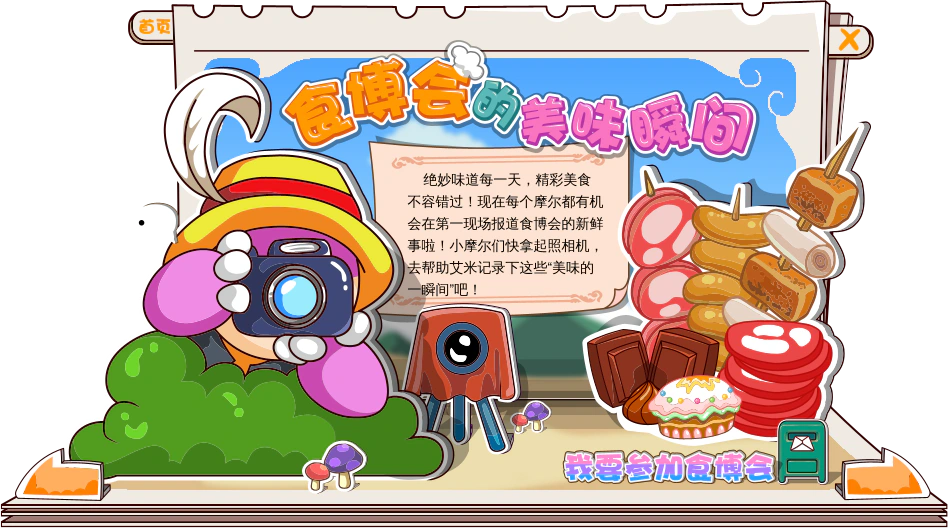 首页
食博会的美味瞬间
绝妙味道每一天，精彩美食
不容错过！现在每个摩尔都有机
会在第一现场报道食博会的新鲜
事啦！小摩尔们快拿起照相机，
去帮助艾米记录下这些“美味的
一瞬间”吧！
我要参加食博会